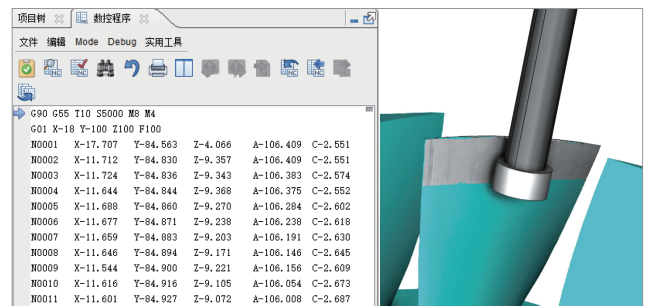 项目树 数控程序
文件 编辑 Mode Debug 实用工具
G90 G55 T10 S5000 M8 M4
G01 X-18 Y-100 Z100 F100
N0001 X-17.707 Y-84.563 Z-4.066 A-106.409 C-2.551
N0002 X-11.712 Y-84.830 Z-9.357 A-106.409 C-2.551
N0003 X-11.724 Y-84.836 Z-9.343 A-106.383 C-2.574
N0004 X-11.644 Y-84.844 Z-9.368 A-106.375 C-2.552
N0005 X-11.688 Y-84.860 Z-9.270 A-106.284 C-2.602
N0006 X-11.677 Y-84.871 Z-9.238 A-106.238 C-2.618
N0007 X-11.659 Y-84.883 Z-9.203 A-106.191 C-2.630
N0008 X-11.646 Y-84.894 Z-9.171 A-106.146 C-2.645
N0009 X-11.544 Y-84.900 Z-9.221 A-106.156 C-2.609
N0010 X-11.616 Y-84.916 Z-9.105 A-106.054 C-2.673
N0011 X-11.601 Y-84.927 Z-9.072 A-106.008 C-2.687